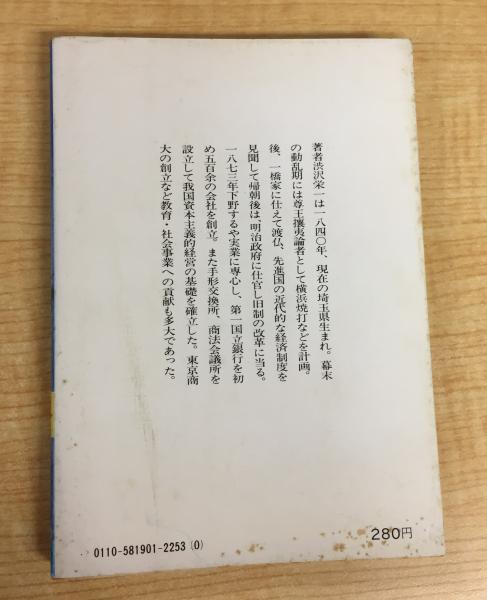 著者渋沢栄一は一八四〇年、現在の埼玉県生まれ。幕末
の動乱期には尊王攘夷論者として横浜焼打などを計画。
後、一橋家に仕えて渡仏、先進国の近代的な経済制度を
見聞して帰朝後は、明治政府に仕官し旧制の改革に当る。
一八七三年下野するや実業に専心し、第一国立銀行を初
め五百余の会社を創立。また手形交換所、商法会議所を
設立して我国資本主義的経営の基礎を確立した。東京商
大の創立など教育・社会事業への貢献も多大であった。
0110-581901-2253 (0)
280円